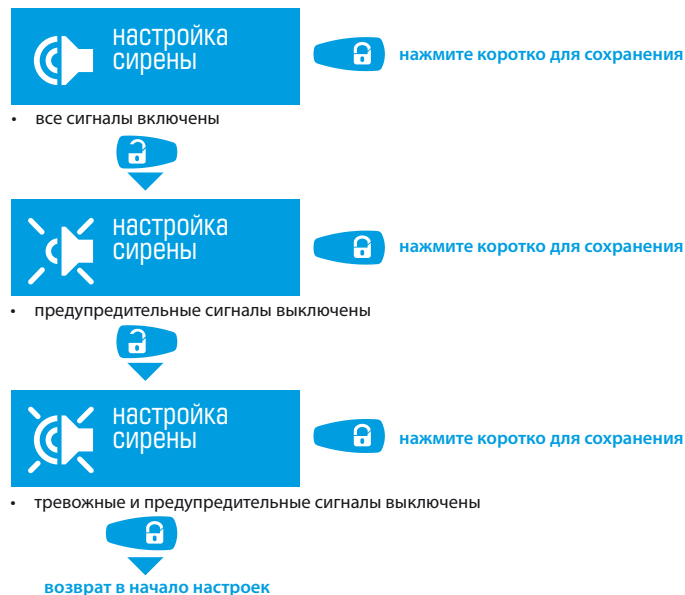 настройка
сирены
нажмите коротко для сохранения
• все сигналы включены
настройка
сирены
нажмите коротко для сохранения
• предупредительные сигналы выключены
настройка
сирены
нажмите коротко для сохранения
• тревожные и предупредительные сигналы выключены
возврат в начало настроек